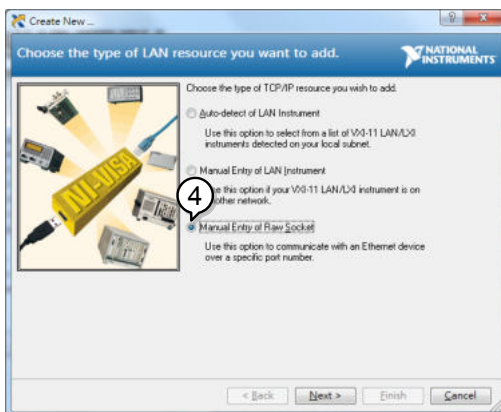 Create New ...
Choose the type of LAN resource you want to add.
NATIONAL
INSTRUMENTS
Choose the type of TCP/IP resource you wish to add.
Auto-detect of LAN Instrument
Use this option to select from a list of VXI-11 LAN/LXI
instruments detected on your local subnet.
Manual Entry of LAN Instrument
this option if your VXI-11 LAN/LXI instrument is on
other network.
4
Manual Entry of Raw Socket
Use this option to communicate with an Ethernet device
over a specific port number.
NI-VISA
< Back
Next >
Finish
Cancel